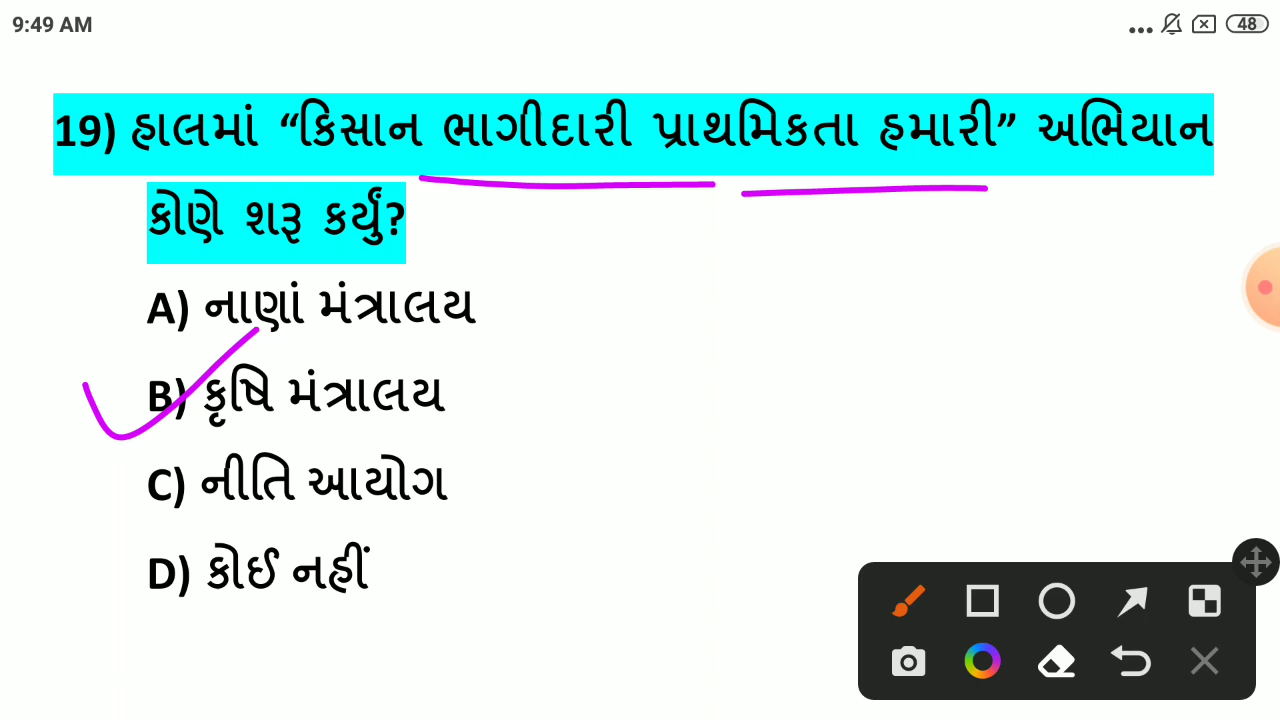 9:49 AM
48
19) હાલમાં “કિસાન ભાગીદારી પ્રાથમિકતા હમારી” અભિયાન
કોણે શરૂ કર્યું?
A) નાણાં મંત્રાલય
B) કૃષિ મંત્રાલય
C) નીતિ આયોગ
D) કોઈ નહીં